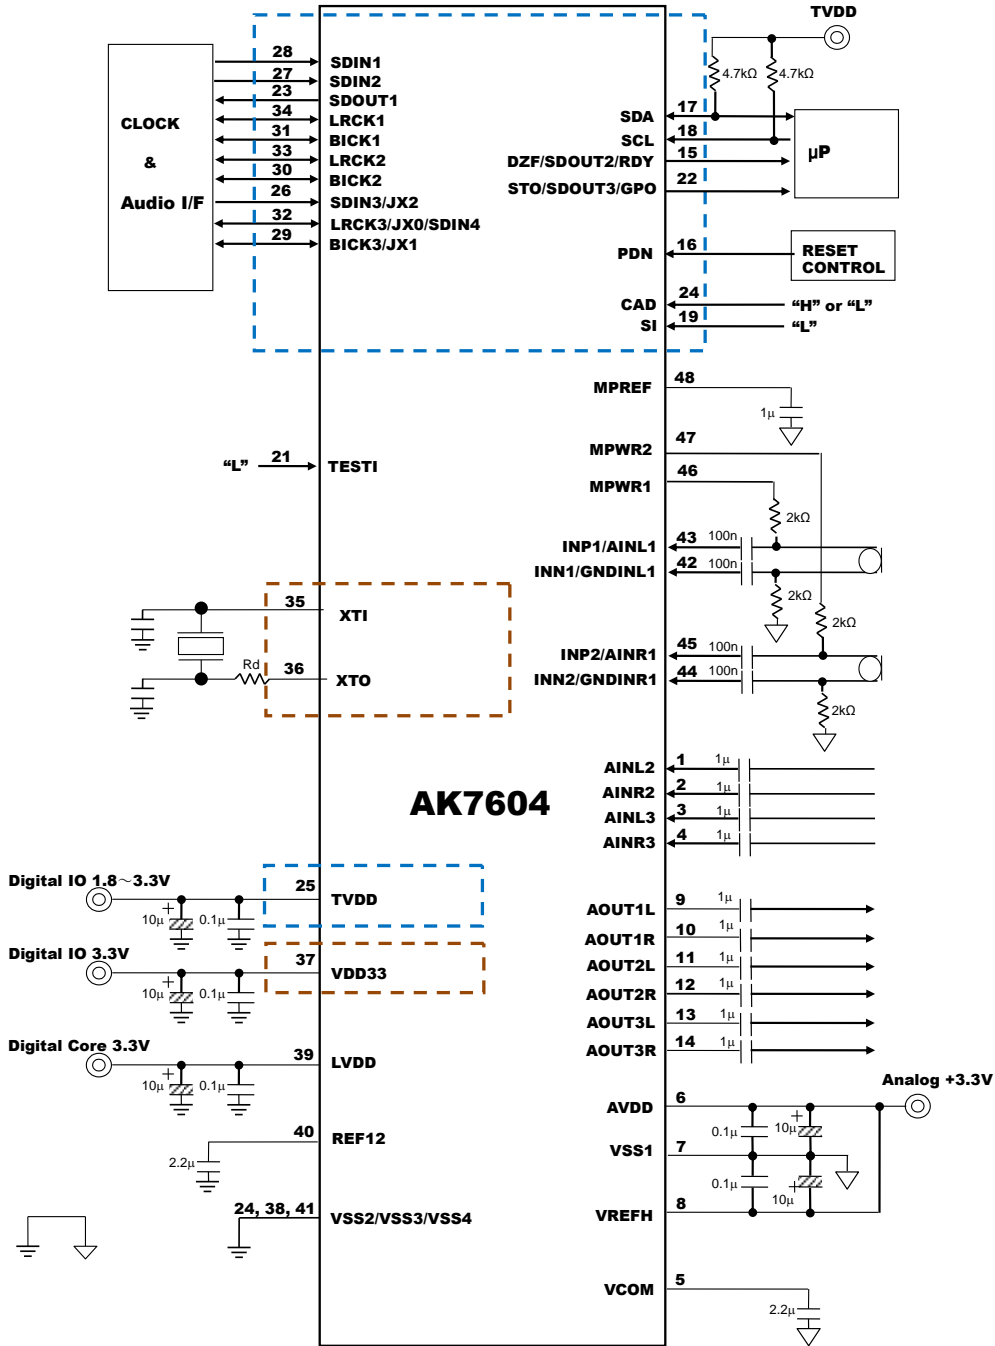 TVDD
4.7kΩ
4.7kΩ
CLOCK
&
Audio I/F
28
SDIN1
27
SDIN2
23
SDOUT1
34
LRCK1
31
BICK1
33
LRCK2
30
BICK2
26
SDIN3/JX2
32
LRCK3/JX0/SDIN4
29
BICK3/JX1
SDA
17
SCL
18
DZF/SDOUT2/RDY
15
STO/SDOUT3/GPO
22
µP
PDN
16
RESET
CONTROL
CAD
24
“H” or “L”
SI
19
“L”
MPREF
48
1µ
MPWR2
47
MPWR1
46
2kΩ
“L”
21
TESTI
INP1/AINL1
43
100n
INN1/GNDINL1
42
100n
2kΩ
2kΩ
35
XTI
Rd
36
XTO
INP2/AINR1
45
100n
INN2/GNDINR1
44
100n
2kΩ
AINL2
1
1µ
AINR2
2
1µ
AINL3
3
1µ
AINR3
4
1µ
AK7604
Digital IO 1.8～3.3V
25
TVDD
10µ
+
0.1µ
Digital IO 3.3V
37
VDD33
10µ
+
0.1µ
Digital Core 3.3V
39
LVDD
10µ
+
0.1µ
40
REF12
2.2µ
24, 38, 41
VSS2/VSS3/VSS4
AOUT1L
9
1µ
AOUT1R
10
1µ
AOUT2L
11
1µ
AOUT2R
12
1µ
AOUT3L
13
1µ
AOUT3R
14
1µ
Analog +3.3V
AVDD
6
0.1µ
10µ
+
VSS1
7
0.1µ
10µ
+
VREFH
8
VCOM
5
2.2µ